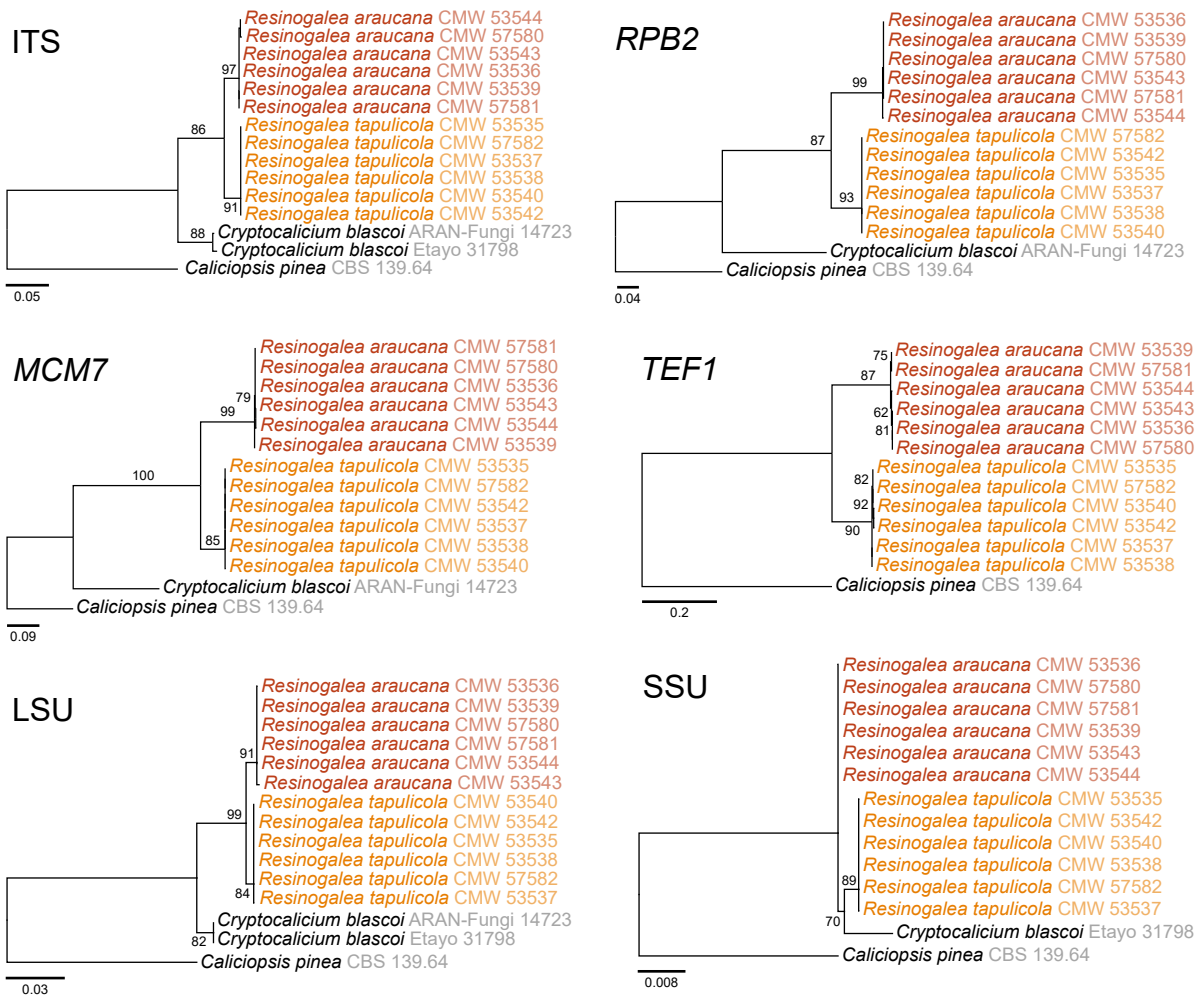 ITS
Resinogalea araucana CMW 53544
Resinogalea araucana CMW 57580
Resinogalea araucana CMW 53543
Resinogalea araucana CMW 53536
Resinogalea araucana CMW 53539
Resinogalea araucana CMW 57581
Resinogalea tapulicola CMW 53535
Resinogalea tapulicola CMW 57582
Resinogalea tapulicola CMW 53537
Resinogalea tapulicola CMW 53538
Resinogalea tapulicola CMW 53540
Resinogalea tapulicola CMW 53542
Cryptocalicium blascoi ARAN-Fungi 14723
Cryptocalicium blascoi Etayo 31798
Caliciopsis pinea CBS 139.64
97
86
91
88
0.05
RPB2
Resinogalea araucana CMW 53536
Resinogalea araucana CMW 53539
Resinogalea araucana CMW 57580
Resinogalea araucana CMW 53543
Resinogalea araucana CMW 57581
Resinogalea araucana CMW 53544
Resinogalea tapulicola CMW 57582
Resinogalea tapulicola CMW 53542
Resinogalea tapulicola CMW 53535
Resinogalea tapulicola CMW 53537
Resinogalea tapulicola CMW 53538
Resinogalea tapulicola CMW 53540
Cryptocalicium blascoi ARAN-Fungi 14723
Caliciopsis pinea CBS 139.64
99
87
93
0.04
MCM7
Resinogalea araucana CMW 57581
Resinogalea araucana CMW 57580
Resinogalea araucana CMW 53536
Resinogalea araucana CMW 53543
Resinogalea araucana CMW 53544
Resinogalea araucana CMW 53539
Resinogalea tapulicola CMW 53535
Resinogalea tapulicola CMW 57582
Resinogalea tapulicola CMW 53542
Resinogalea tapulicola CMW 53537
Resinogalea tapulicola CMW 53538
Resinogalea tapulicola CMW 53540
Cryptocalicium blascoi ARAN-Fungi 14723
Caliciopsis pinea CBS 139.64
79
99
100
85
0.09
TEF1
Resinogalea araucana CMW 53539
Resinogalea araucana CMW 57581
Resinogalea araucana CMW 53544
Resinogalea araucana CMW 53543
Resinogalea araucana CMW 53536
Resinogalea araucana CMW 57580
Resinogalea tapulicola CMW 53535
Resinogalea tapulicola CMW 57582
Resinogalea tapulicola CMW 53540
Resinogalea tapulicola CMW 53542
Resinogalea tapulicola CMW 53537
Resinogalea tapulicola CMW 53538
Caliciopsis pinea CBS 139.64
75
87
62
81
82
92
90
0.2
LSU
Resinogalea araucana CMW 53536
Resinogalea araucana CMW 53539
Resinogalea araucana CMW 57580
Resinogalea araucana CMW 57581
Resinogalea araucana CMW 53544
Resinogalea araucana CMW 53543
Resinogalea tapulicola CMW 53540
Resinogalea tapulicola CMW 53542
Resinogalea tapulicola CMW 53535
Resinogalea tapulicola CMW 53538
Resinogalea tapulicola CMW 57582
Resinogalea tapulicola CMW 53537
Cryptocalicium blascoi ARAN-Fungi 14723
Cryptocalicium blascoi Etayo 31798
Caliciopsis pinea CBS 139.64
91
99
84
82
0.03
SSU
Resinogalea araucana CMW 53536
Resinogalea araucana CMW 57580
Resinogalea araucana CMW 57581
Resinogalea araucana CMW 53539
Resinogalea araucana CMW 53543
Resinogalea araucana CMW 53544
Resinogalea tapulicola CMW 53535
Resinogalea tapulicola CMW 53542
Resinogalea tapulicola CMW 53540
Resinogalea tapulicola CMW 53538
Resinogalea tapulicola CMW 57582
Resinogalea tapulicola CMW 53537
Cryptocalicium blascoi Etayo 31798
Caliciopsis pinea CBS 139.64
89
70
0.008